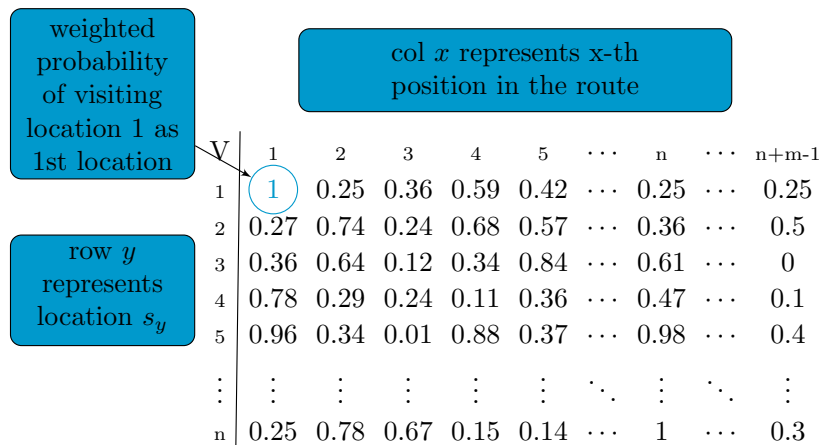 weighted
probability
of visiting
location 1 as
1st location
col x represents x-th
position in the route
row y
represents
location s_y
V 1 2 3 4 5 ⋯ n ⋯ n+m-1
1 1 0.25 0.36 0.59 0.42 ⋯ 0.25 ⋯ 0.25
2 0.27 0.74 0.24 0.68 0.57 ⋯ 0.36 ⋯ 0.5
3 0.36 0.64 0.12 0.34 0.84 ⋯ 0.61 ⋯ 0
4 0.78 0.29 0.24 0.11 0.36 ⋯ 0.47 ⋯ 0.1
5 0.96 0.34 0.01 0.88 0.37 ⋯ 0.98 ⋯ 0.4
⋮ ⋮ ⋮ ⋮ ⋮ ⋮ ⋱ ⋮ ⋱ ⋮
n 0.25 0.78 0.67 0.15 0.14 ⋯ 1 ⋯ 0.3